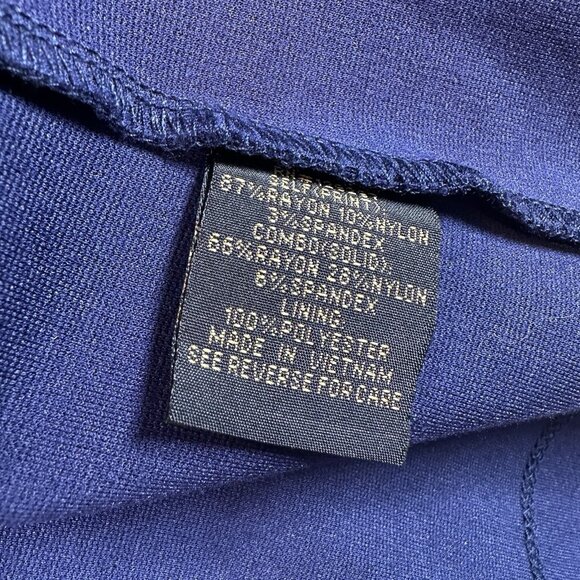 SELF(PRINT).
87%RAYON 10%NYLON
3%SPANDEX
COMBO(SOLID).
66%RAYON 28%NYLON
6%SPANDEX
LINING.
100%POLYESTER
MADE IN VIETNAM
SEE REVERSE FOR CARE